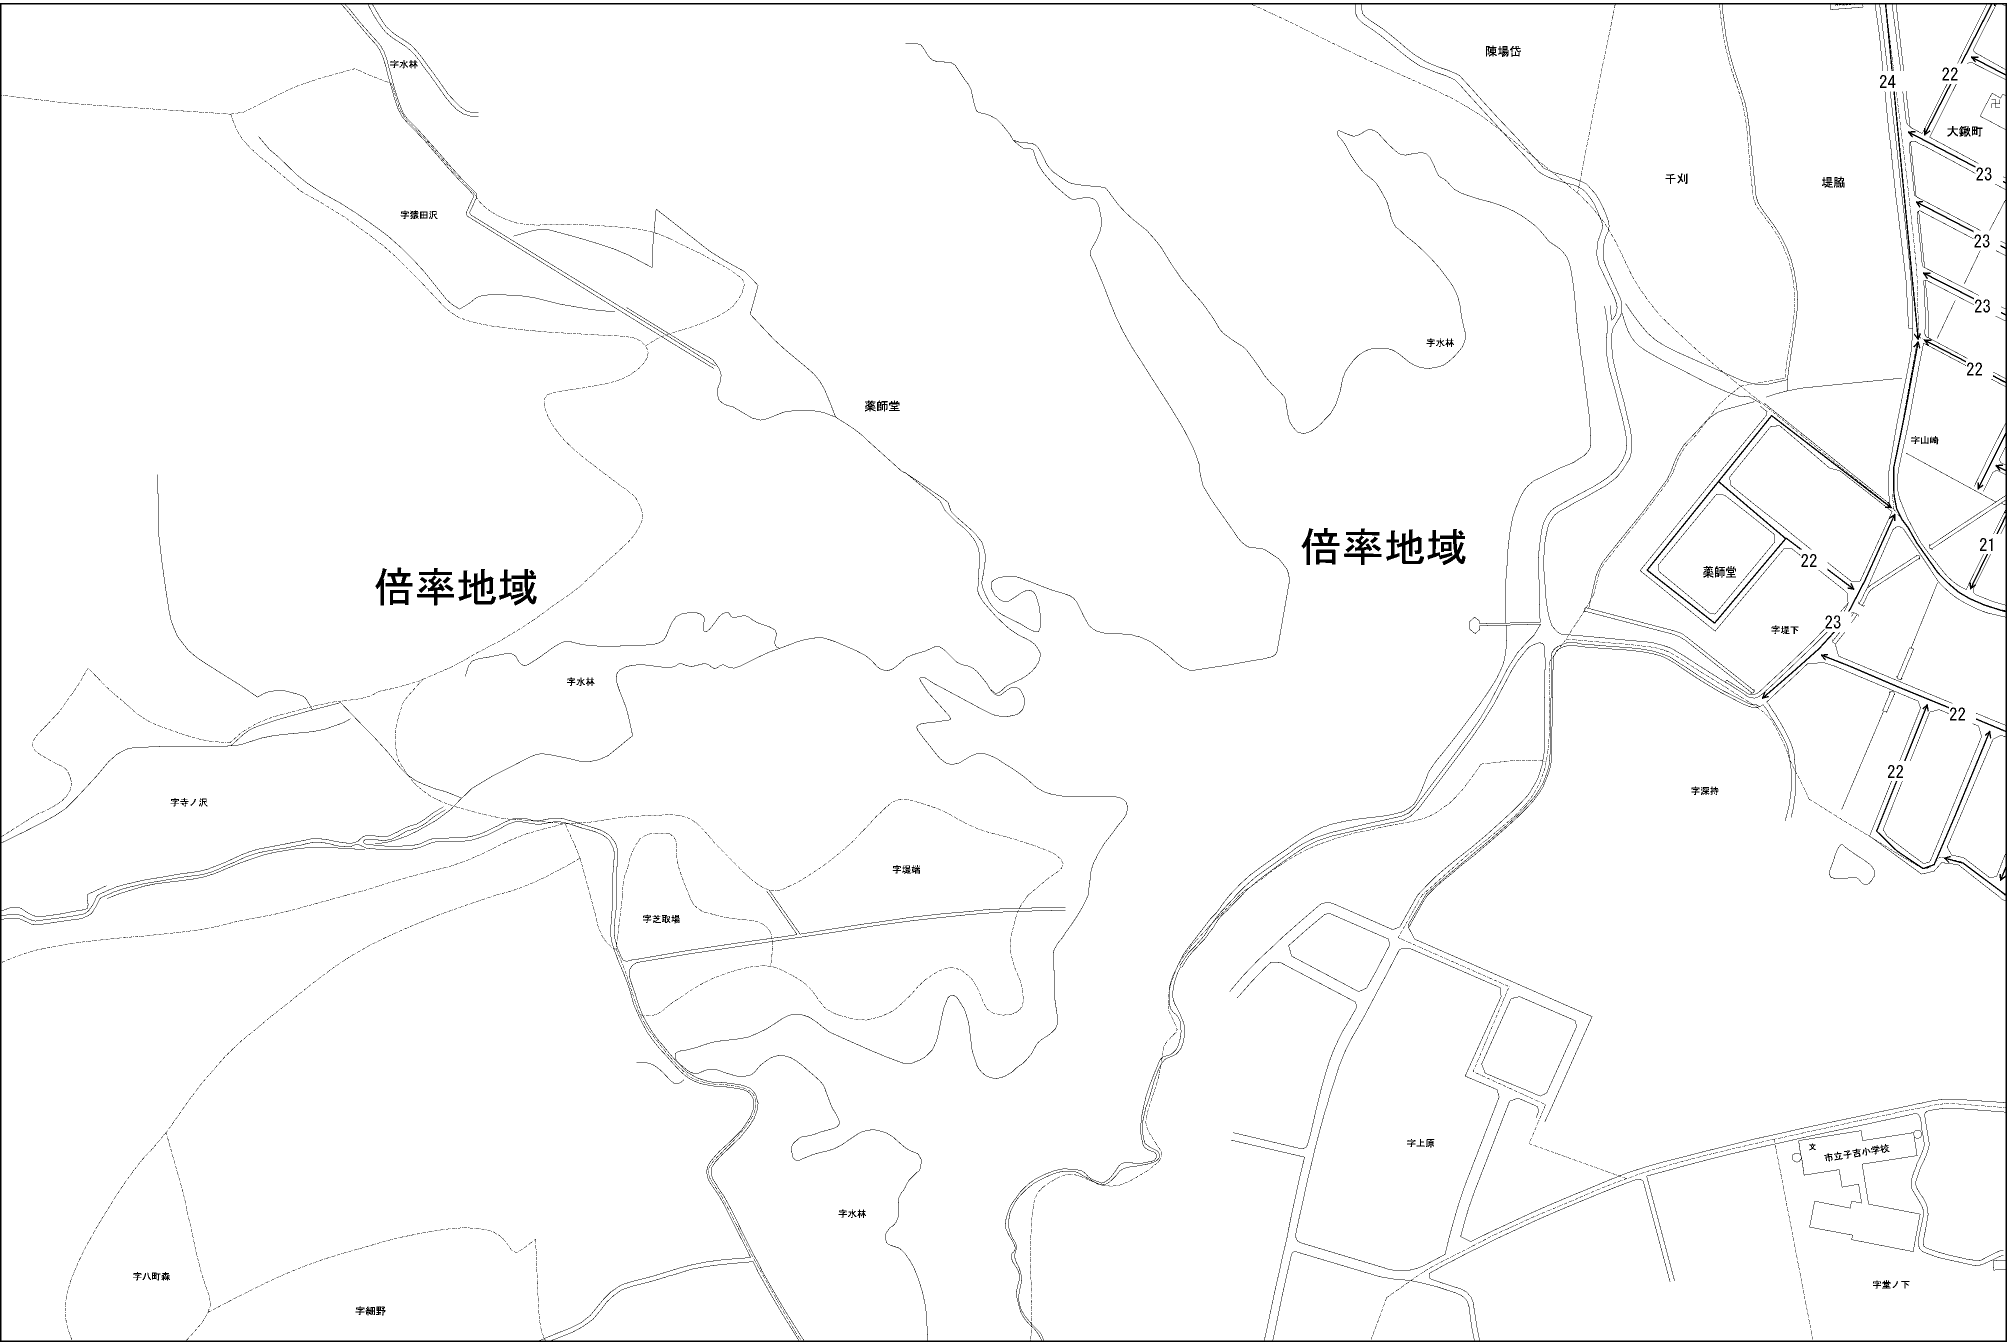 陳場岱
字水林
24
22
大鍬町
23
千刈
堤脇
字猿田沢
23
23
字水林
22
薬師堂
字山崎
倍率地域
21
22
薬師堂
倍率地域
23
字堤下
字水林
22
22
字深持
字寺ノ沢
字堤端
字芝取場
字上原
文
市立子吉小学校
字水林
字八町森
字堂ノ下
字細野